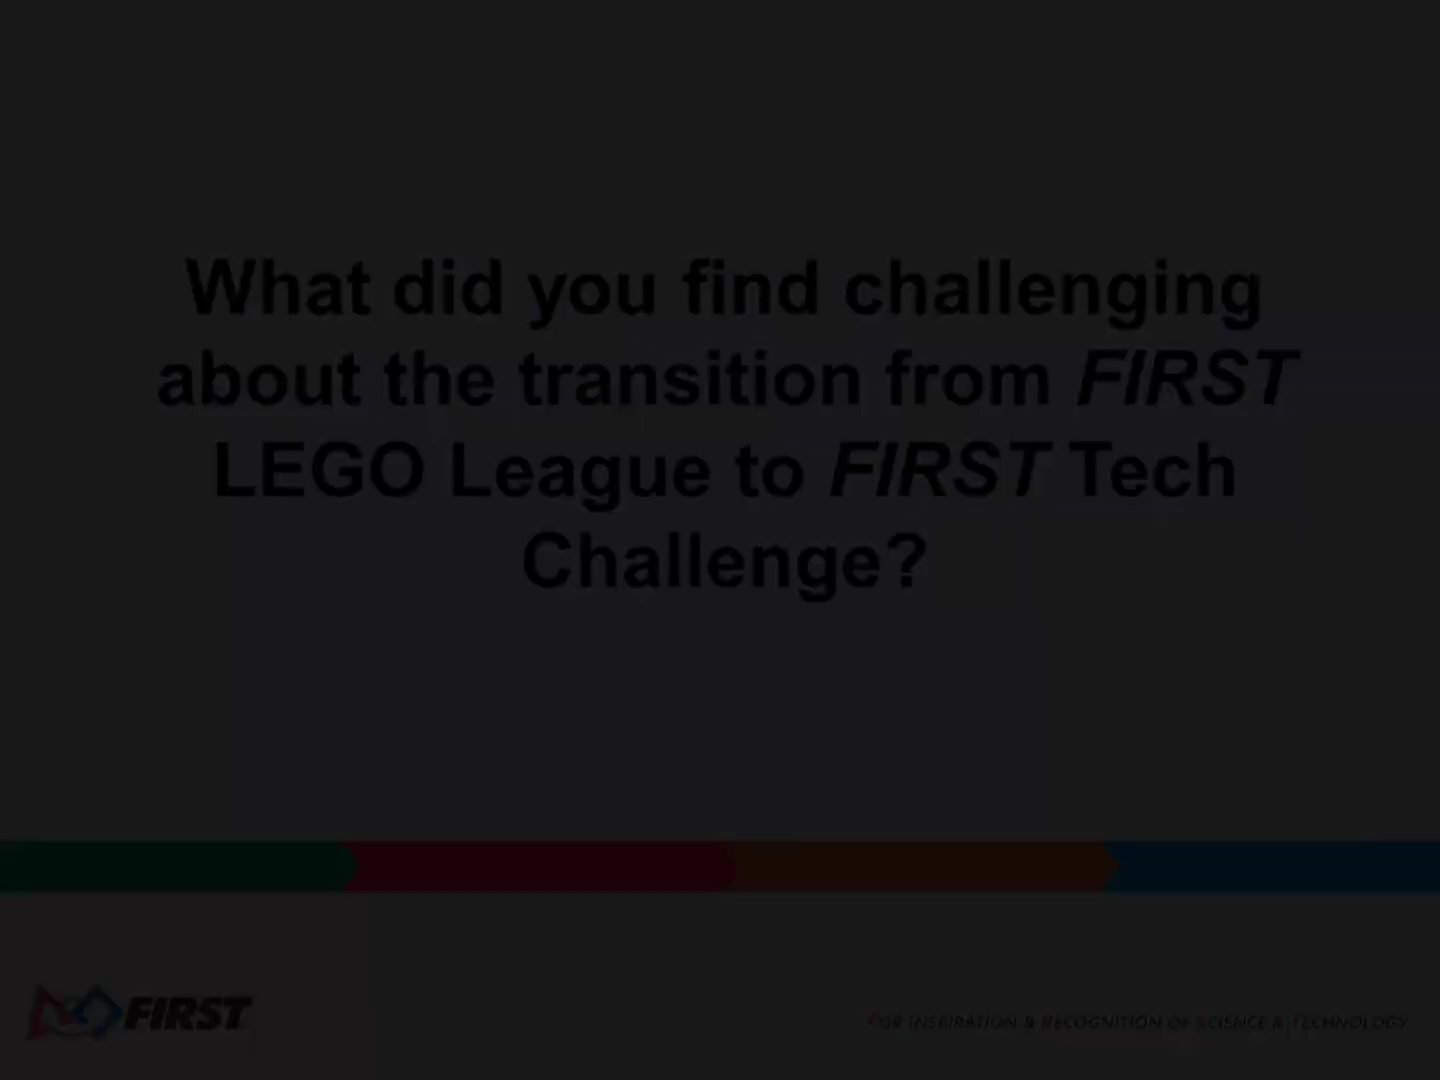 What did you find challenging
about the transition from FIRST
LEGO League to FIRST Tech
Challenge?
FIRST
FOR INSPIRATION & RECOGNITION OF SCIENCE & TECHNOLOGY